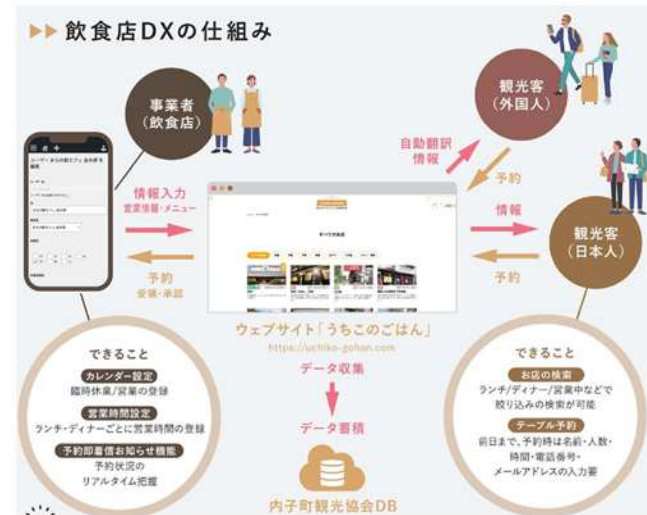 飲食店DXの仕組み
事業者
(飲食店)
観光客
(外国人)
自動翻訳
情報
予約
情報入力
営業情報・メニュー
予約
受領・承認
すべてのお店
情報
予約
観光客
(日本人)
ウェブサイト「うちこのごはん」
https://uchiko-gohan.com
データ収集
データ蓄積
内子町観光協会DB
できること
カレンダー設定
臨時休業/営業の登録
営業時間設定
ランチ・ディナーごとに営業時間の登録
予約即着信お知らせ機能
予約状況の
リアルタイム把握
できること
お店の検索
ランチ/ディナー/営業中などで
絞り込みの検索が可能
テーブル予約
前日まで、予約時は名前・人数・
時間・電話番号・
メールアドレスの入力要